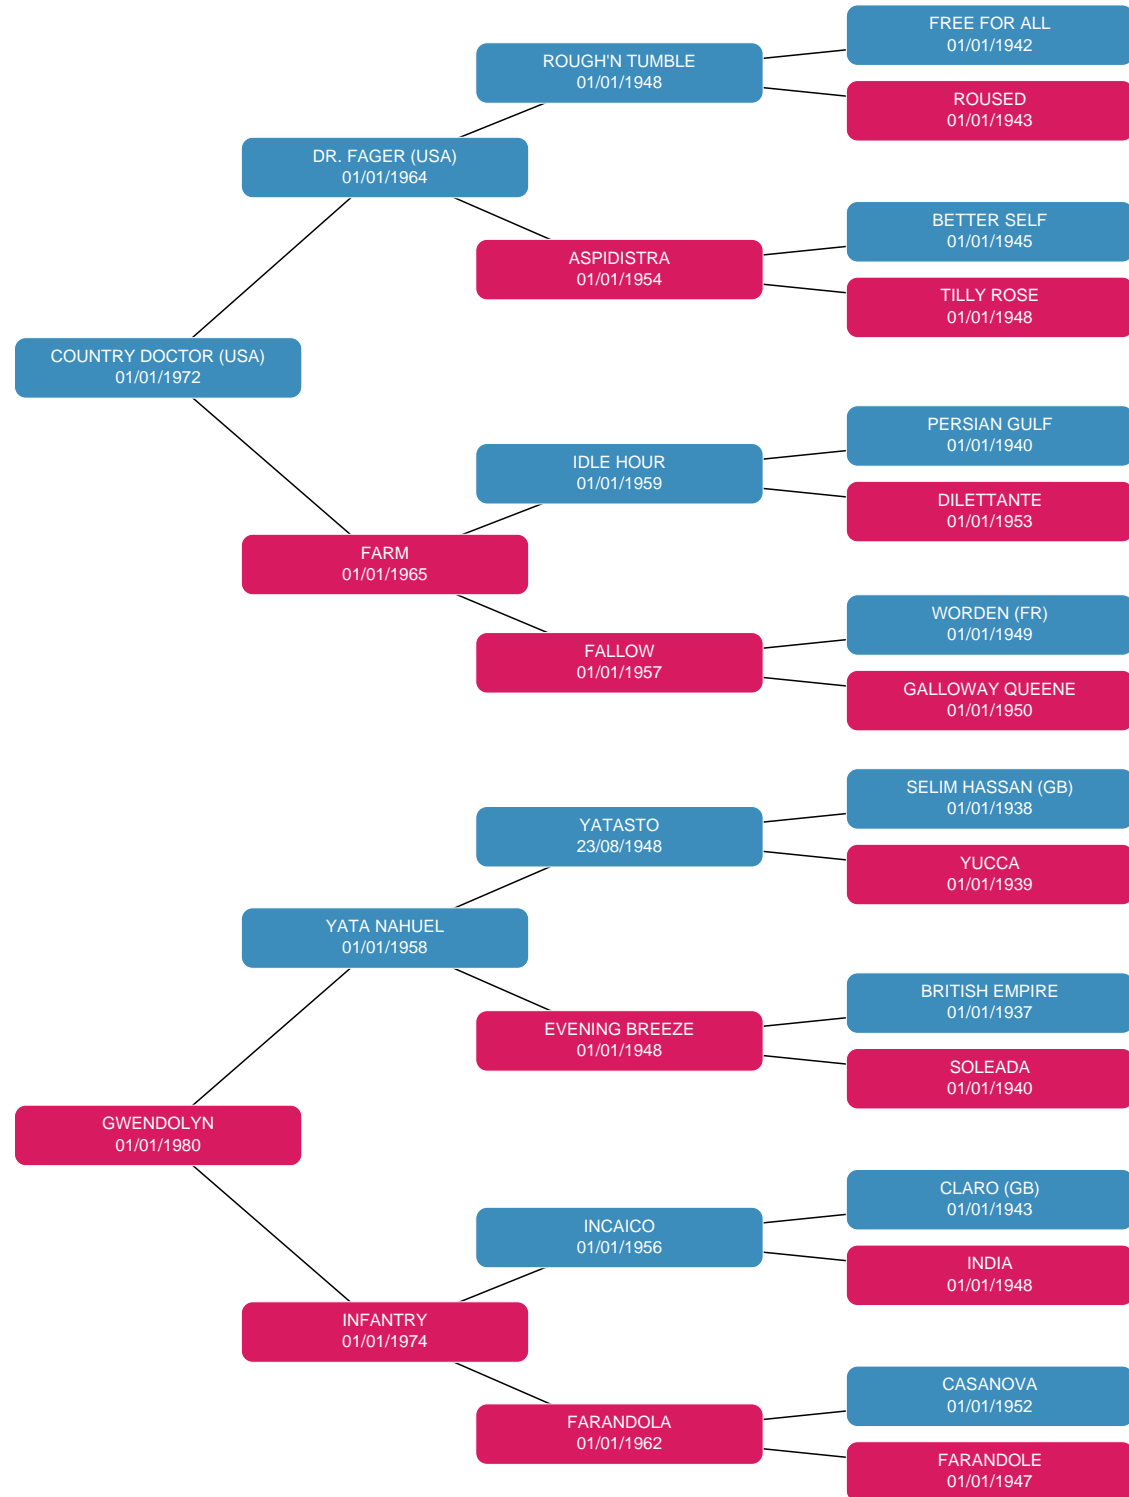 FREE FOR ALL
01/01/1942
ROUGH'N TUMBLE
01/01/1948
ROUSED
01/01/1943
DR. FAGER (USA)
01/01/1964
BETTER SELF
01/01/1945
ASPIDISTRA
01/01/1954
TILLY ROSE
01/01/1948
COUNTRY DOCTOR (USA)
01/01/1972
PERSIAN GULF
01/01/1940
IDLE HOUR
01/01/1959
DILETTANTE
01/01/1953
FARM
01/01/1965
WORDEN (FR)
01/01/1949
FALLOW
01/01/1957
GALLOWAY QUEENE
01/01/1950
SELIM HASSAN (GB)
01/01/1938
YATASTO
23/08/1948
YUCCA
01/01/1939
YATA NAHUEL
01/01/1958
BRITISH EMPIRE
01/01/1937
EVENING BREEZE
01/01/1948
SOLEADA
01/01/1940
GWENDOLYN
01/01/1980
CLARO (GB)
01/01/1943
INCAICO
01/01/1956
INDIA
01/01/1948
INFANTRY
01/01/1974
CASANOVA
01/01/1952
FARANDOLA
01/01/1962
FARANDOLE
01/01/1947